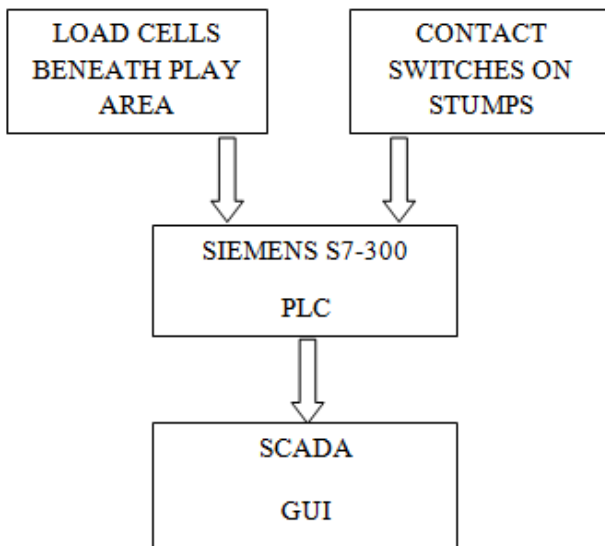 LOAD CELLS
BENEATH PLAY
AREA
CONTACT
SWITCHES ON
STUMPS
SIEMENS S7-300
PLC
SCADA
GUI